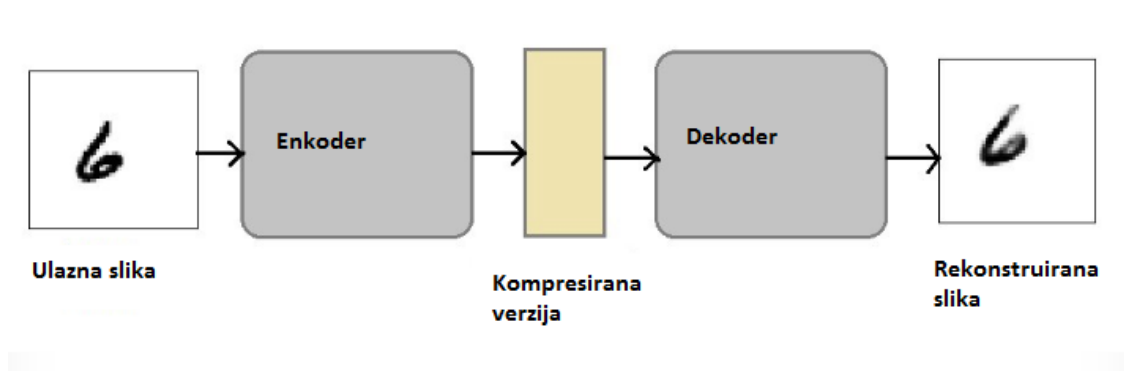 Enkoder
Dekoder
Ulazna slika
Kompresirana
verzija
Rekonstruirana
slika